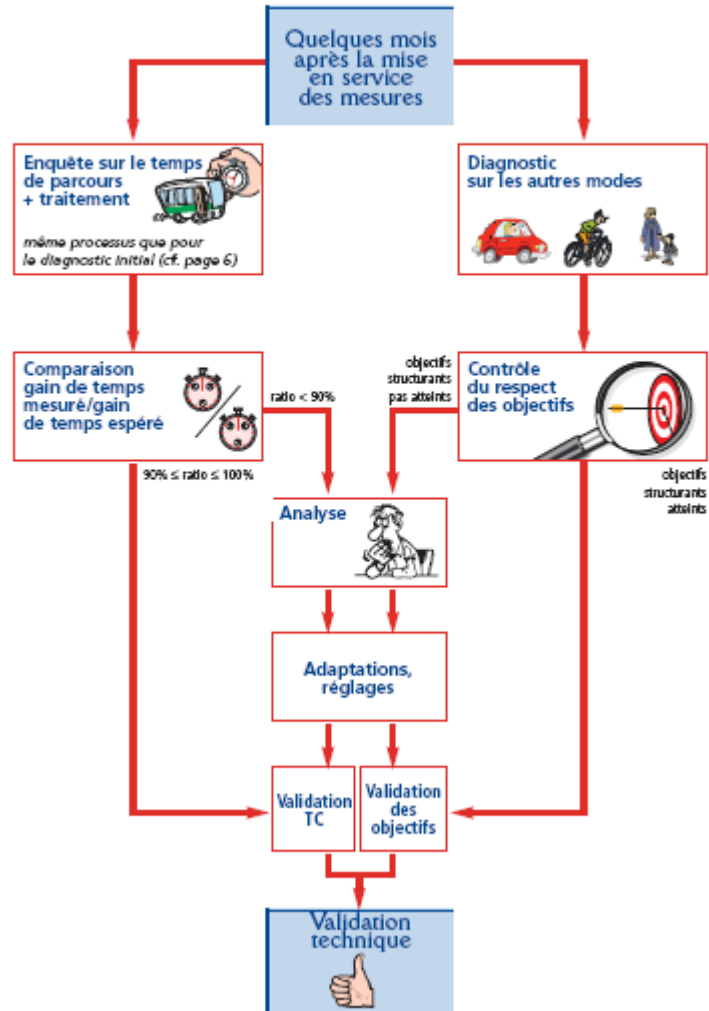 Quelques mois
après la mise
en service
des mesures
Enquête sur le temps
de parcours
+ traitement
même processus que pour
le diagnostic initial (cf. page 6)
Diagnostic
sur les autres modes
Comparaison
gain de temps
mesuré/gain
de temps espéré
ratio < 90%
90% ≤ ratio ≤ 100%
objectifs
structurants
pas atteints
Contrôle
du respect
des objectifs
objectifs
structurants
atteints
Analyse
Adaptations,
réglages
Validation
TC
Validation
des
objectifs
Validation
technique